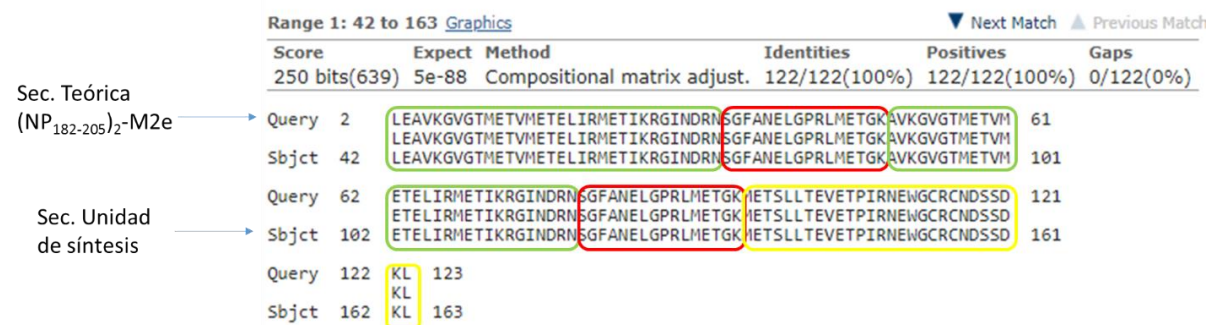 Range 1: 42 to 163 Graphics ▼ Next Match ▲ Previous Match
Score Expect Method Identities Positives Gaps
250 bits(639) 5e-88 Compositional matrix adjust. 122/122(100%) 122/122(100%) 0/122(0%)
Sec. Teórica
(NP182-205)2-M2e
Query 2 LEAVKGVGTMETVMETELIRMETIKRGINDRNSGFANELGPRLMETGKAVKGVGTMETVM 61
LEAVKGVGTMETVMETELIRMETIKRGINDRNSGFANELGPRLMETGKAVKGVGTMETVM
Sbjct 42 LEAVKGVGTMETVMETELIRMETIKRGINDRNSGFANELGPRLMETGKAVKGVGTMETVM 101
Query 62 ETELIRMETIKRGINDRNSGFANELGPRLMETGKMETSLLTEVETPIRNEWGCRCNDSSD 121
ETELIRMETIKRGINDRNSGFANELGPRLMETGKMETSLLTEVETPIRNEWGCRCNDSSD
Sbjct 102 ETELIRMETIKRGINDRNSGFANELGPRLMETGKMETSLLTEVETPIRNEWGCRCNDSSD 161
Sec. Unidad
de síntesis
Query 122 KL 123
KL
Sbjct 162 KL 163